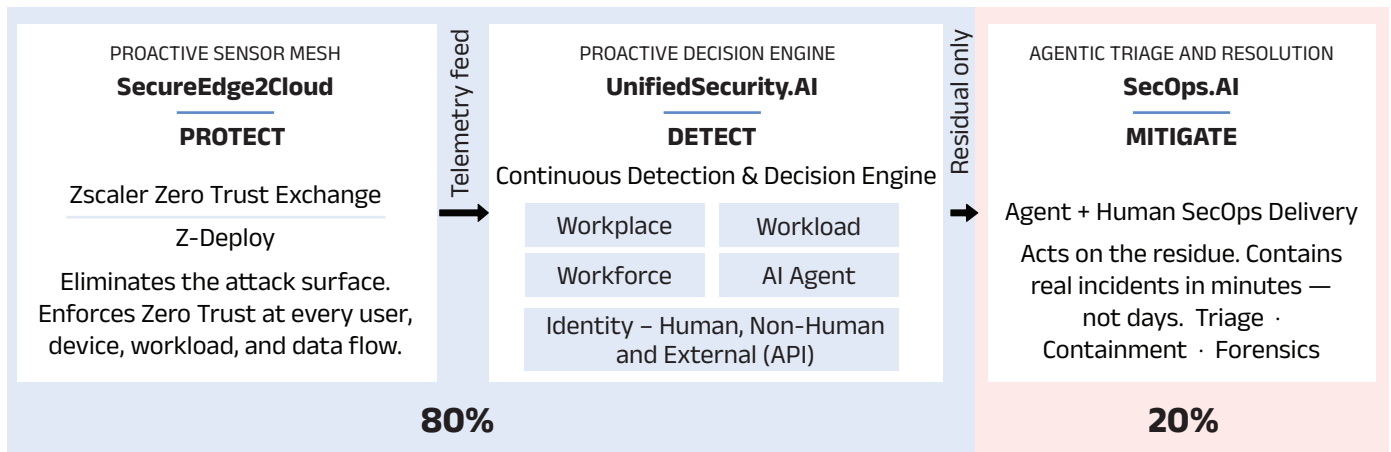 PROACTIVE SENSOR MESH
SecureEdge2Cloud
PROTECT
Zscaler Zero Trust Exchange
Z-Deploy
Eliminates the attack surface.
Enforces Zero Trust at every user,
device, workload, and data flow.
Telemetry feed
PROACTIVE DECISION ENGINE
UnifiedSecurity.AI
DETECT
Continuous Detection & Decision Engine
Workplace
Workload
Workforce
AI Agent
Identity – Human, Non-Human
and External (API)
Residual only
AGENTIC TRIAGE AND RESOLUTION
SecOps.AI
MITIGATE
Agent + Human SecOps Delivery
Acts on the residue. Contains
real incidents in minutes —
not days. Triage ·
Containment · Forensics
80%
20%